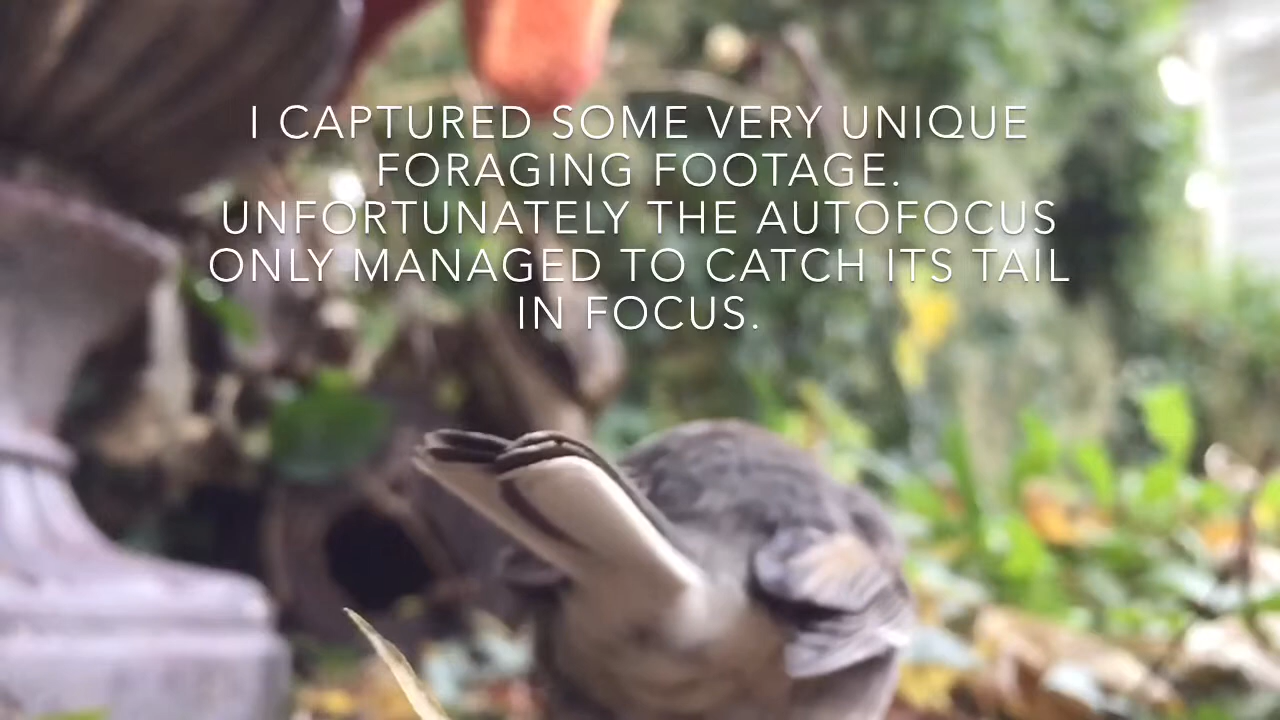 I CAPTURED SOME VERY UNIQUE
FORAGING FOOTAGE.
UNFORTUNATELY THE AUTOFOCUS
ONLY MANAGED TO CATCH ITS TAIL
IN FOCUS.